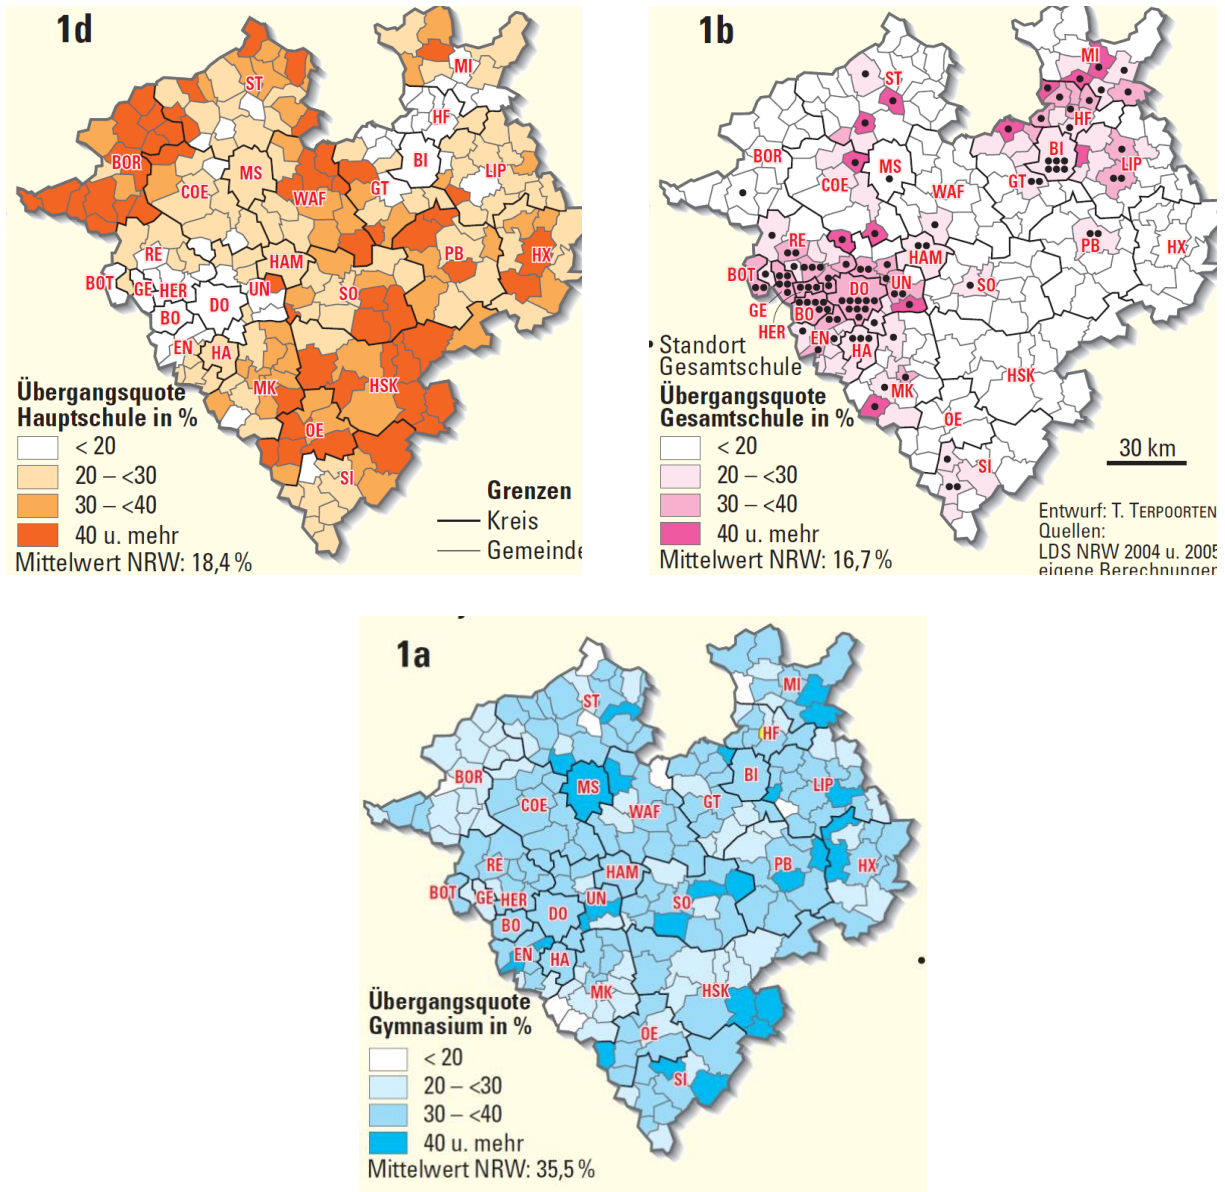 1d
ST
MI
HF
BI
BOR
MS
LIP
COE
GT
WAF
RE
HAM
PB
HX
BOT
GE
HER
DO
UN
SO
BO
EN
HA
MK
HSK
OE
SI
Übergangsquote
Hauptschule in %
< 20
20 – <30
30 – <40
40 u. mehr
Mittelwert NRW: 18,4 %
Grenzen
Kreis
Gemeinde
1b
MI
ST
HF
BI
BOR
MS
LIP
COE
WAF
GT
RE
PB
HX
HAM
BOT
DO
UN
SO
GE
BO
HER
EN
HA
HSK
MK
OE
SI
Standort
Gesamtschule
Übergangsquote
Gesamtschule in %
< 20
20 – <30
30 – <40
40 u. mehr
Mittelwert NRW: 16,7 %
30 km
Entwurf: T. TERPOORTEN
Quellen:
LDS NRW 2004 u. 2005
eigene Berechnungen
1a
MI
ST
HF
BOR
BI
MS
LIP
COE
GT
WAF
RE
HAM
PB
HX
BOT
GE
HER
UN
SO
DO
BO
EN
HA
MK
HSK
OE
SI
Übergangsquote
Gymnasium in %
< 20
20 – <30
30 – <40
40 u. mehr
Mittelwert NRW: 35,5 %